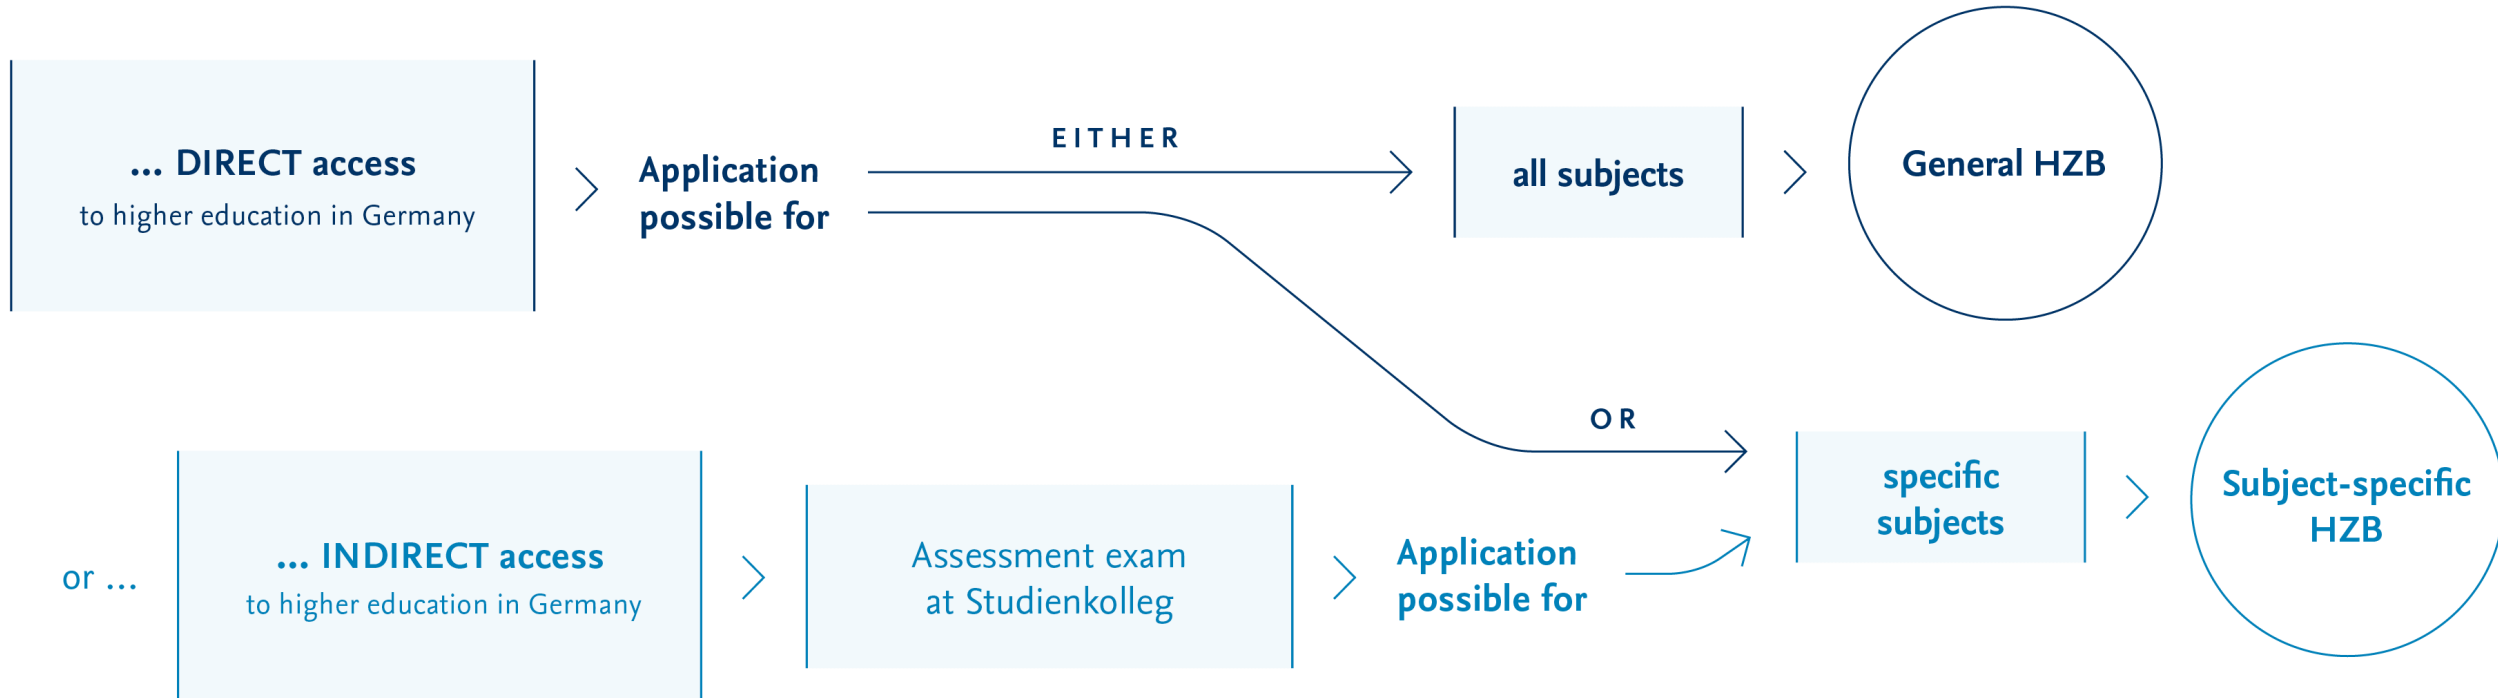 ... DIRECT access
to higher education in Germany
Application
possible for
EITHER
all subjects
General HZB
OR
specific
subjects
Subject-specific
HZB
or ...
... INDIRECT access
to higher education in Germany
Assessment exam
at Studienkolleg
Application
possible for